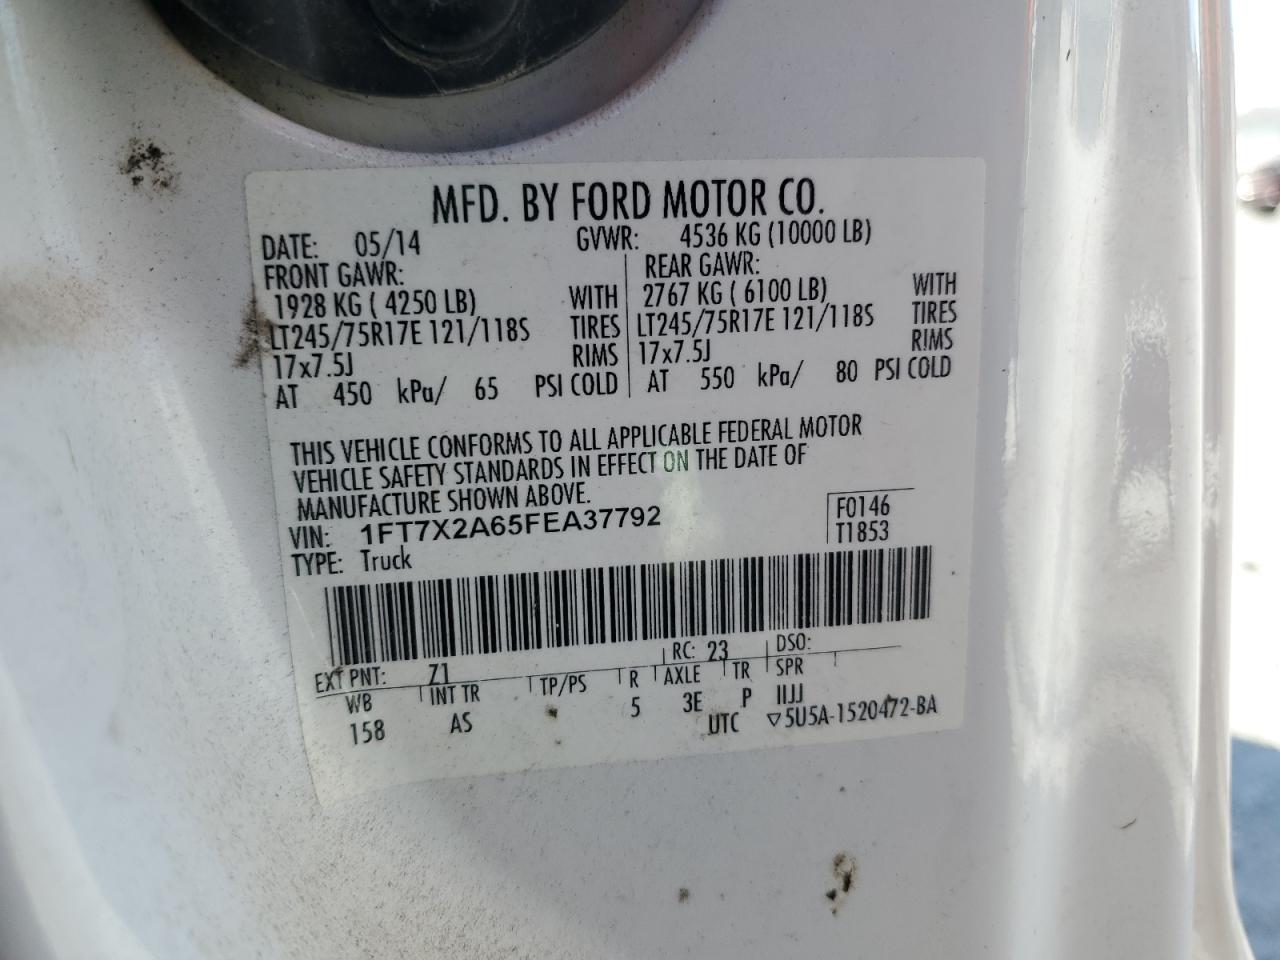 MFD. BY FORD MOTOR CO.
DATE: 05/14 GVWR: 4536 KG (10000 LB)
FRONT GAWR: REAR GAWR:
1928 KG ( 4250 LB) WITH 2767 KG ( 6100 LB) WITH
LT245/75R17E 121/118S TIRES LT245/75R17E 121/118S TIRES
17x7.5J RIMS 17x7.5J RIMS
AT 450 kPa/ 65 PSI COLD AT 550 kPa/ 80 PSI COLD
THIS VEHICLE CONFORMS TO ALL APPLICABLE FEDERAL MOTOR
VEHICLE SAFETY STANDARDS IN EFFECT ON THE DATE OF
MANUFACTURE SHOWN ABOVE.
VIN: 1FT7X2A65FEA37792 F0146
TYPE: Truck T1853
EXT PNT: Z1 RC: 23 DSO:
WB INT TR TP/PS R AXLE TR SPR
158 AS 5 3E P IIJJ
UTC ▽5U5A-1520472-BA